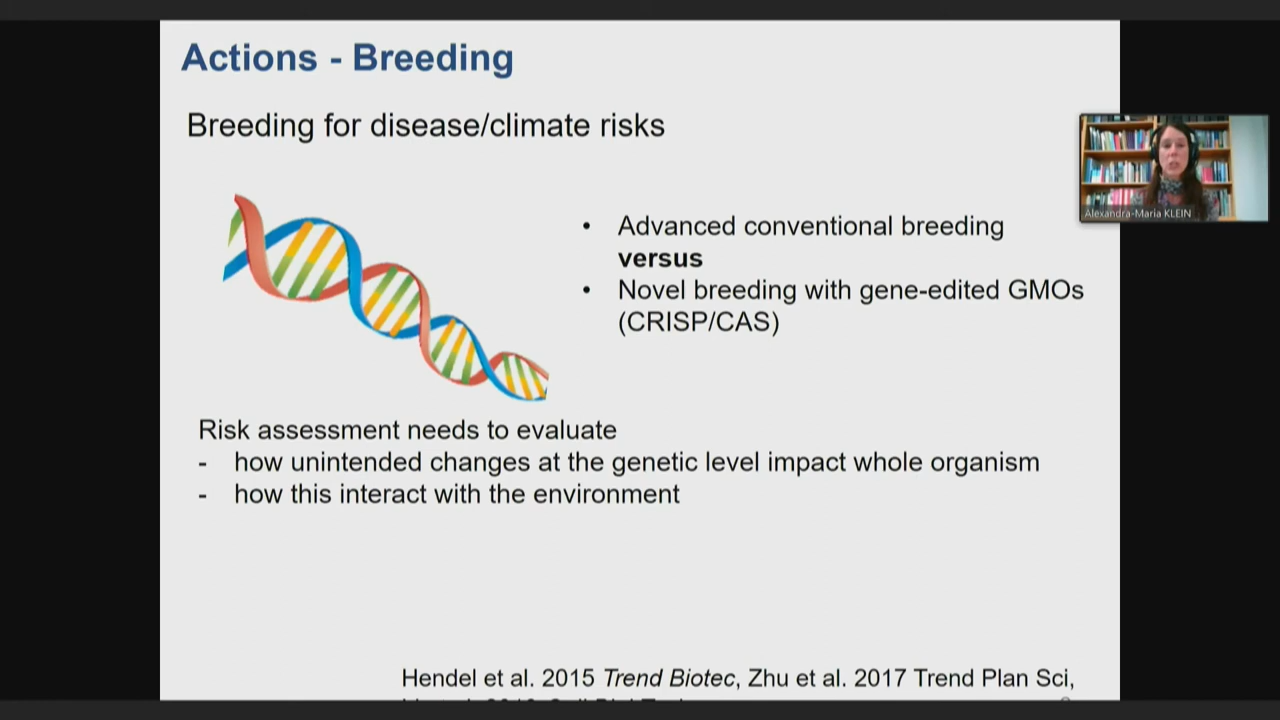 Actions - Breeding
Breeding for disease/climate risks
Alexandra-Maria KLEIN
• Advanced conventional breeding
versus
• Novel breeding with gene-edited GMOs
(CRISP/CAS)
Risk assessment needs to evaluate
- how unintended changes at the genetic level impact whole organism
- how this interact with the environment
Hendel et al. 2015 Trend Biotec, Zhu et al. 2017 Trend Plan Sci,